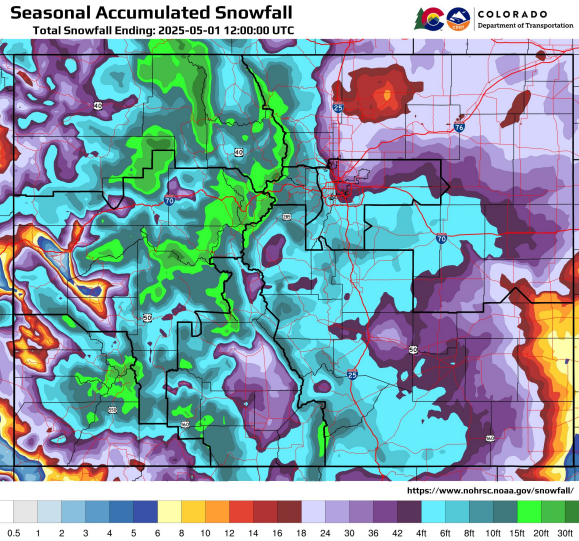 Seasonal Accumulated Snowfall
Total Snowfall Ending: 2025-05-01 12:00:00 UTC
COLORADO
Department of Transportation
40
25
76
40
70
285
70
50
50
25
160
160
https://www.nohrsc.noaa.gov/snowfall/
0.5 1 2 3 4 5 6 8 10 12 14 16 18 24 30 36 42 4ft 6ft 8ft 10ft 15ft 20ft 30ft